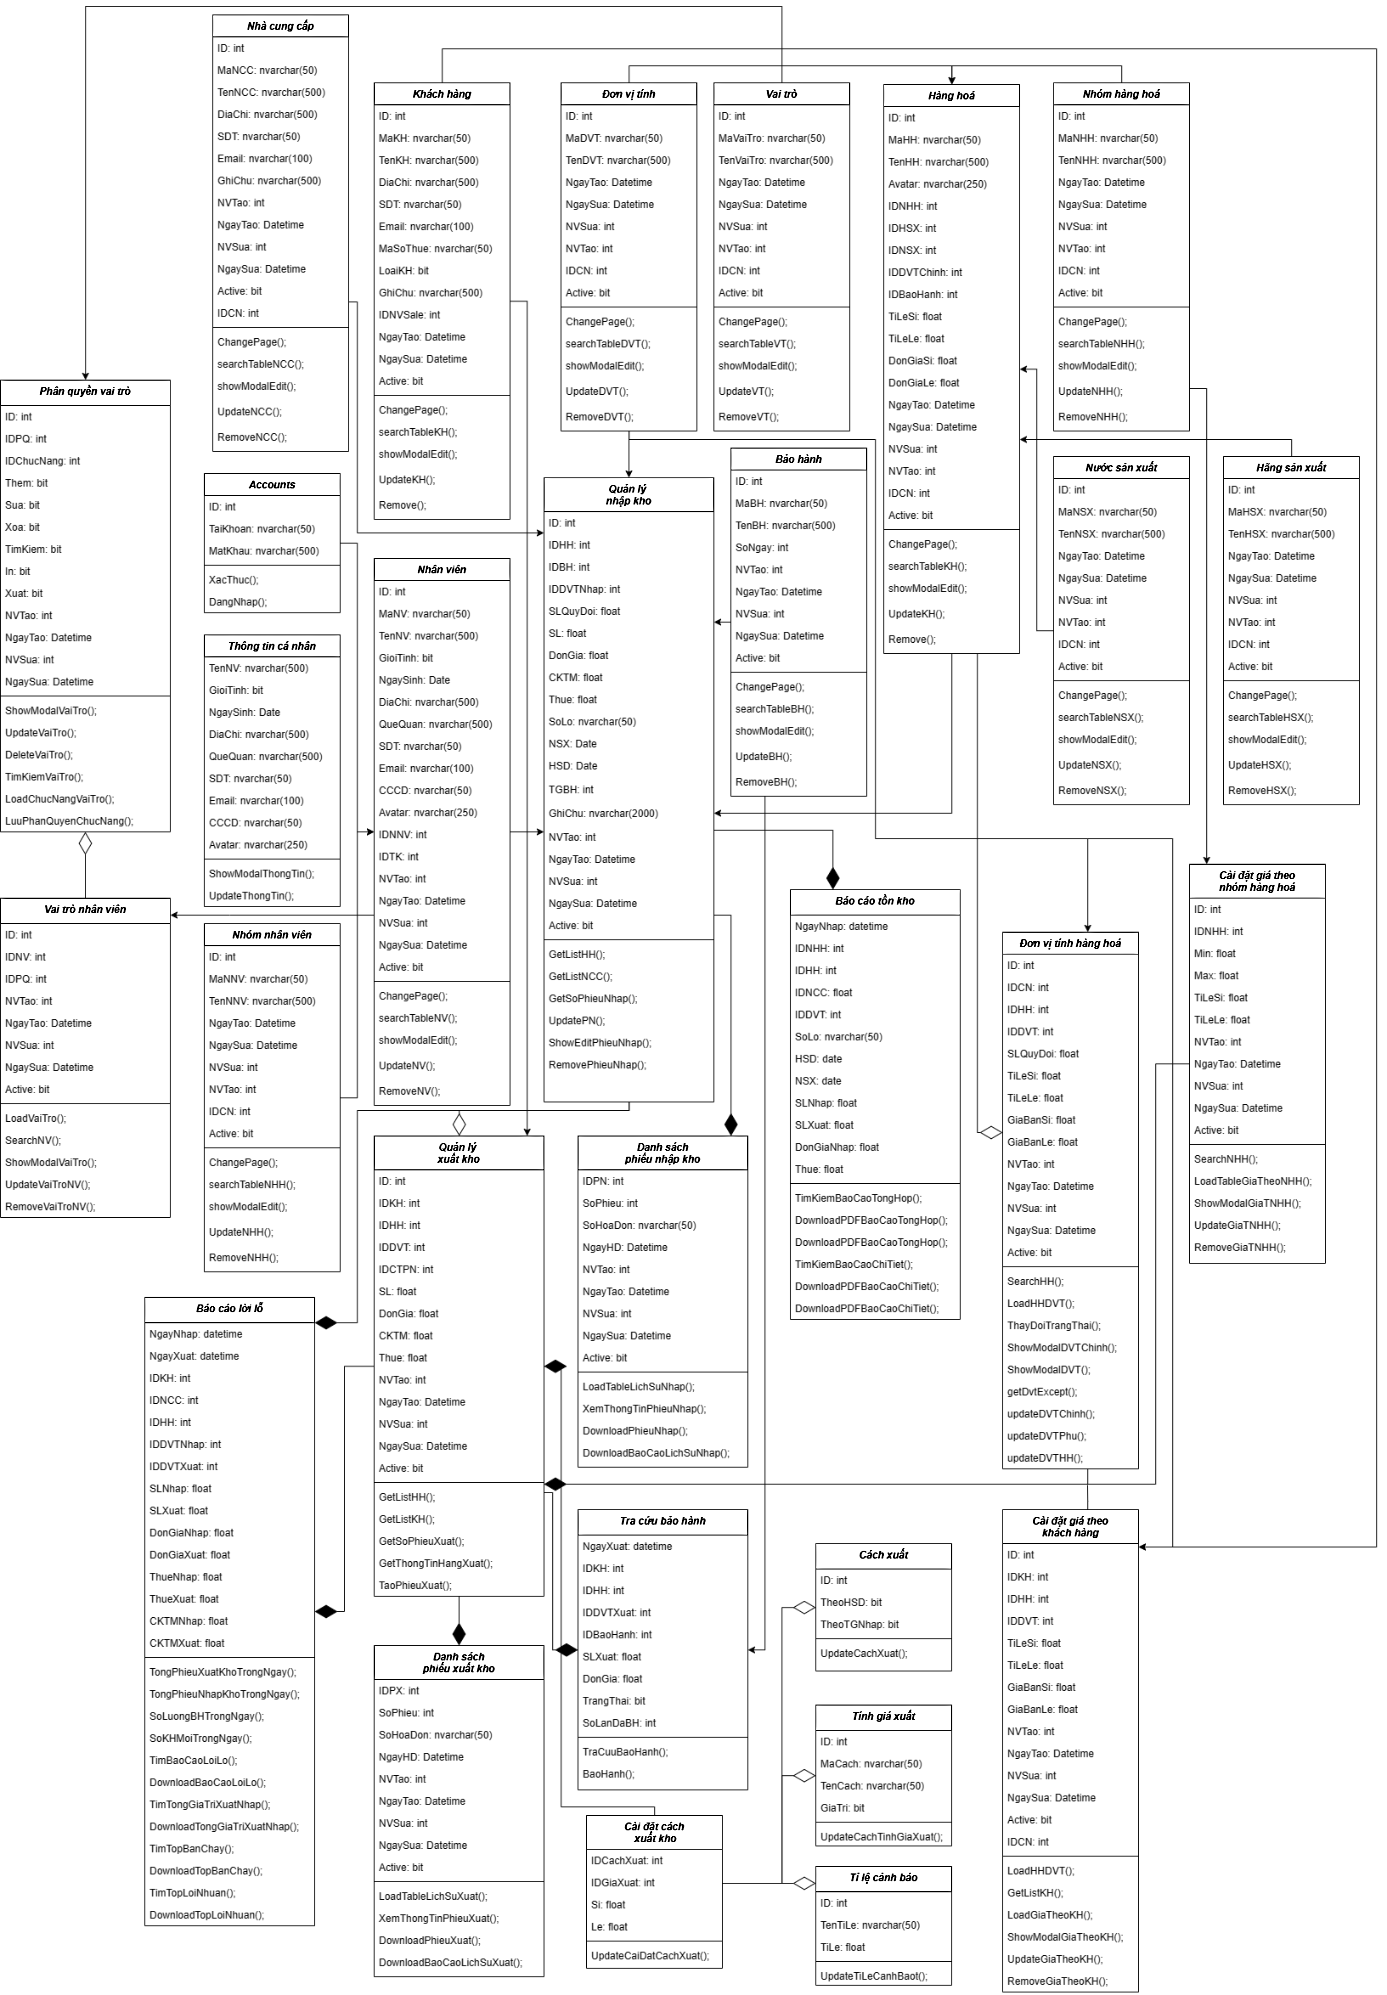 Nhà cung cấp
ID: int
MaNCC: nvarchar(50)
TenNCC: nvarchar(500)
DiaChi: nvarchar(500)
SDT: nvarchar(50)
Email: nvarchar(100)
GhiChu: nvarchar(500)
NVTao: int
NgayTao: Datetime
NVSua: int
NgaySua: Datetime
Active: bit
IDCN: int
ChangePage();
searchTableNCC();
showModalEdit();
UpdateNCC();
RemoveNCC();
Khách hàng
ID: int
MaKH: nvarchar(50)
TenKH: nvarchar(500)
DiaChi: nvarchar(500)
SDT: nvarchar(50)
Email: nvarchar(100)
MaSoThue: nvarchar(50)
LoaiKH: bit
GhiChu: nvarchar(500)
IDNVSale: int
NgayTao: Datetime
NgaySua: Datetime
Active: bit
ChangePage();
searchTableKH();
showModalEdit();
UpdateKH();
Remove();
Đơn vị tính
ID: int
MaDVT: nvarchar(50)
TenDVT: nvarchar(500)
NgayTao: Datetime
NgaySua: Datetime
NVSua: int
NVTao: int
IDCN: int
Active: bit
ChangePage();
searchTableDVT();
showModalEdit();
UpdateDVT();
RemoveDVT();
Vai trò
ID: int
MaVaiTro: nvarchar(50)
TenVaiTro: nvarchar(500)
NgayTao: Datetime
NgaySua: Datetime
NVSua: int
NVTao: int
IDCN: int
Active: bit
ChangePage();
searchTableVT();
showModalEdit();
UpdateVT();
RemoveVT();
Hàng hoá
ID: int
MaHH: nvarchar(50)
TenHH: nvarchar(500)
Avatar: nvarchar(250)
IDNHH: int
IDHSX: int
IDNSX: int
IDDVTChinh: int
IDBaoHanh: int
TiLeSi: float
TiLeLe: float
DonGiaSi: float
DonGiaLe: float
NgayTao: Datetime
NgaySua: Datetime
NVSua: int
NVTao: int
IDCN: int
Active: bit
ChangePage();
searchTableKH();
showModalEdit();
UpdateKH();
Remove();
Nhóm hàng hoá
ID: int
MaNHH: nvarchar(50)
TenNHH: nvarchar(500)
NgayTao: Datetime
NgaySua: Datetime
NVSua: int
NVTao: int
IDCN: int
Active: bit
ChangePage();
searchTableNHH();
showModalEdit();
UpdateNHH();
RemoveNHH();
Phân quyền vai trò
ID: int
IDPQ: int
IDChucNang: int
Them: bit
Sua: bit
Xoa: bit
TimKiem: bit
In: bit
Xuat: bit
NVTao: int
NgayTao: Datetime
NVSua: int
NgaySua: Datetime
ShowModalVaiTro();
UpdateVaiTro();
DeleteVaiTro();
TimKiemVaiTro();
LoadChucNangVaiTro();
LuuPhanQuyenChucNang();
Accounts
ID: int
TaiKhoan: nvarchar(50)
MatKhau: nvarchar(500)
XacThuc();
DangNhap();
Thông tin cá nhân
TenNV: nvarchar(500)
GioiTinh: bit
NgaySinh: Date
DiaChi: nvarchar(500)
QueQuan: nvarchar(500)
SDT: nvarchar(50)
Email: nvarchar(100)
CCCD: nvarchar(50)
Avatar: nvarchar(250)
ShowModalThongTin();
UpdateThongTin();
Nhân viên
ID: int
MaNV: nvarchar(50)
TenNV: nvarchar(500)
GioiTinh: bit
NgaySinh: Date
DiaChi: nvarchar(500)
QueQuan: nvarchar(500)
SDT: nvarchar(50)
Email: nvarchar(100)
CCCD: nvarchar(50)
Avatar: nvarchar(250)
IDNNV: int
IDTK: int
NVTao: int
NgayTao: Datetime
NVSua: int
NgaySua: Datetime
Active: bit
ChangePage();
searchTableNV();
showModalEdit();
UpdateNV();
RemoveNV();
Quản lý
nhập kho
ID: int
IDHH: int
IDBH: int
IDDVTNhap: int
SLQuyDoi: float
SL: float
DonGia: float
CKTM: float
Thue: float
SoLo: nvarchar(50)
NSX: Date
HSD: Date
TGBH: int
GhiChu: nvarchar(2000)
NVTao: int
NgayTao: Datetime
NVSua: int
NgaySua: Datetime
Active: bit
GetListHH();
GetListNCC();
GetSoPhieuNhap();
UpdatePN();
ShowEditPhieuNhap();
RemovePhieuNhap();
Bảo hành
ID: int
MaBH: nvarchar(50)
TenBH: nvarchar(500)
SoNgay: int
NVTao: int
NgayTao: Datetime
NVSua: int
NgaySua: Datetime
Active: bit
ChangePage();
searchTableBH();
showModalEdit();
UpdateBH();
RemoveBH();
Nước sản xuất
ID: int
MaNSX: nvarchar(50)
TenNSX: nvarchar(500)
NgayTao: Datetime
NgaySua: Datetime
NVSua: int
NVTao: int
IDCN: int
Active: bit
ChangePage();
searchTableNSX();
showModalEdit();
UpdateNSX();
RemoveNSX();
Hãng sản xuất
ID: int
MaHSX: nvarchar(50)
TenHSX: nvarchar(500)
NgayTao: Datetime
NgaySua: Datetime
NVSua: int
NVTao: int
IDCN: int
Active: bit
ChangePage();
searchTableHSX();
showModalEdit();
UpdateHSX();
RemoveHSX();
Vai trò nhân viên
ID: int
IDNV: int
IDPQ: int
NVTao: int
NgayTao: Datetime
NVSua: int
NgaySua: Datetime
Active: bit
LoadVaiTro();
SearchNV();
ShowModalVaiTro();
UpdateVaiTroNV();
RemoveVaiTroNV();
Nhóm nhân viên
ID: int
MaNNV: nvarchar(50)
TenNNV: nvarchar(500)
NgayTao: Datetime
NgaySua: Datetime
NVSua: int
NVTao: int
IDCN: int
Active: bit
ChangePage();
searchTableNHH();
showModalEdit();
UpdateNHH();
RemoveNHH();
Báo cáo tồn kho
NgayNhap: datetime
IDNHH: int
IDHH: int
IDNCC: float
IDDVT: int
SoLo: nvarchar(50)
HSD: date
NSX: date
SLNhap: float
SLXuat: float
DonGiaNhap: float
Thue: float
TimKiemBaoCaoTongHop();
DownloadPDFBaoCaoTongHop();
DownloadPDFBaoCaoTongHop();
TimKiemBaoCaoChiTiet();
DownloadPDFBaoCaoChiTiet();
DownloadPDFBaoCaoChiTiet();
Đơn vị tính hàng hoá
ID: int
IDCN: int
IDHH: int
IDDVT: int
SLQuyDoi: float
TiLeSi: float
TiLeLe: float
GiaBanSi: float
GiaBanLe: float
NVTao: int
NgayTao: Datetime
NVSua: int
NgaySua: Datetime
Active: bit
SearchHH();
LoadHHDVT();
ThayDoiTrangThai();
ShowModalDVTChinh();
ShowModalDVT();
getDvtExcept();
updateDVTChinh();
updateDVTPhu();
updateDVTHH();
Cài đặt giá theo
nhóm hàng hoá
ID: int
IDNHH: int
Min: float
Max: float
TiLeSi: float
TiLeLe: float
NVTao: int
NgayTao: Datetime
NVSua: int
NgaySua: Datetime
Active: bit
SearchNHH();
LoadTableGiaTheoNHH();
ShowModalGiaTNHH();
UpdateGiaTNHH();
RemoveGiaTNHH();
Quản lý
xuất kho
ID: int
IDKH: int
IDHH: int
IDDVT: int
IDCTPN: int
SL: float
DonGia: float
CKTM: float
Thue: float
NVTao: int
NgayTao: Datetime
NVSua: int
NgaySua: Datetime
Active: bit
GetListHH();
GetListKH();
GetSoPhieuXuat();
GetThongTinHangXuat();
TaoPhieuXuat();
Danh sách
phiếu nhập kho
IDPN: int
SoPhieu: int
SoHoaDon: nvarchar(50)
NgayHD: Datetime
NVTao: int
NgayTao: Datetime
NVSua: int
NgaySua: Datetime
Active: bit
LoadTableLichSuNhap();
XemThongTinPhieuNhap();
DownloadPhieuNhap();
DownloadBaoCaoLichSuNhap();
Báo cáo lời lỗ
NgayNhap: datetime
NgayXuat: datetime
IDKH: int
IDNCC: int
IDHH: int
IDDVTNhap: int
IDDVTXuat: int
SLNhap: float
SLXuat: float
DonGiaNhap: float
DonGiaXuat: float
ThueNhap: float
ThueXuat: float
CKTMNhap: float
CKTMXuat: float
TongPhieuXuatKhoTrongNgay();
TongPhieuNhapKhoTrongNgay();
SoLuongBHTrongNgay();
SoKHMoiTrongNgay();
TimBaoCaoLoiLo();
DownloadBaoCaoLoiLo();
TimTongGiaTriXuatNhap();
DownloadTongGiaTriXuatNhap();
TimTopBanChay();
DownloadTopBanChay();
TimTopLoiNhuan();
DownloadTopLoiNhuan();
Danh sách
phiếu xuất kho
IDPX: int
SoPhieu: int
SoHoaDon: nvarchar(50)
NgayHD: Datetime
NVTao: int
NgayTao: Datetime
NVSua: int
NgaySua: Datetime
Active: bit
LoadTableLichSuXuat();
XemThongTinPhieuXuat();
DownloadPhieuXuat();
DownloadBaoCaoLichSuXuat();
Tra cứu bảo hành
NgayXuat: datetime
IDKH: int
IDHH: int
IDDVTXuat: int
IDBaoHanh: int
SLXuat: float
DonGia: float
TrangThai: bit
SoLanDaBH: int
TraCuuBaoHanh();
BaoHanh();
Cài đặt cách
xuất kho
IDCachXuat: int
IDGiaXuat: int
Si: float
Le: float
UpdateCaiDatCachXuat();
Cách xuất
ID: int
TheoHSD: bit
TheoTGNhap: bit
UpdateCachXuat();
Tính giá xuất
ID: int
MaCach: nvarchar(50)
TenCach: nvarchar(50)
GiaTri: bit
UpdateCachTinhGiaXuat();
Tỉ lệ cảnh báo
ID: int
TenTiLe: nvarchar(50)
TiLe: float
UpdateTiLeCanhBaot();
Cài đặt giá theo
khách hàng
ID: int
IDKH: int
IDHH: int
IDDVT: int
TiLeSi: float
TiLeLe: float
GiaBanSi: float
GiaBanLe: float
NVTao: int
NgayTao: Datetime
NVSua: int
NgaySua: Datetime
Active: bit
IDCN: int
LoadHHDVT();
GetListKH();
LoadGiaTheoKH();
ShowModalGiaTheoKH();
UpdateGiaTheoKH();
RemoveGiaTheoKH();